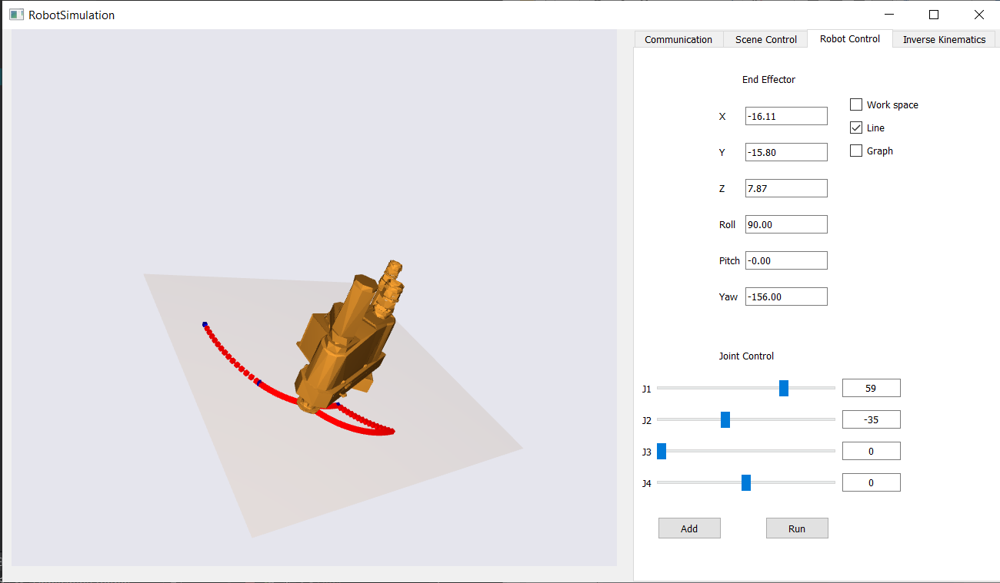 RobotSimulation
Communication
Scene Control
Robot Control
Inverse Kinematics
End Effector
X -16.11
Work space
Line
Y -15.80
Graph
Z 7.87
Roll 90.00
Pitch -0.00
Yaw -156.00
Joint Control
J1 59
J2 -35
J3 0
J4 0
Add
Run